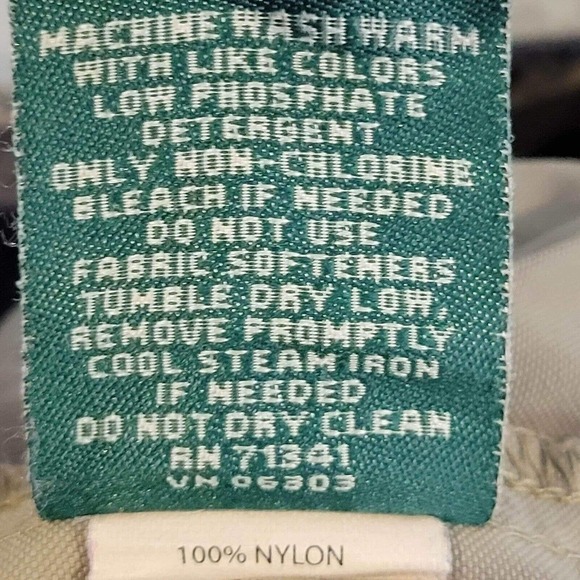 MACHINE WASH WARM
WITH LIKE COLORS
LOW PHOSPHATE
DETERGENT
ONLY NON-CHLORINE
BLEACH IF NEEDED
DO NOT USE
FABRIC SOFTENERS
TUMBLE DRY LOW,
REMOVE PROMPTLY
COOL STEAM IRON
IF NEEDED
DO NOT DRY CLEAN
RN 71341
VN 06303
100% NYLON